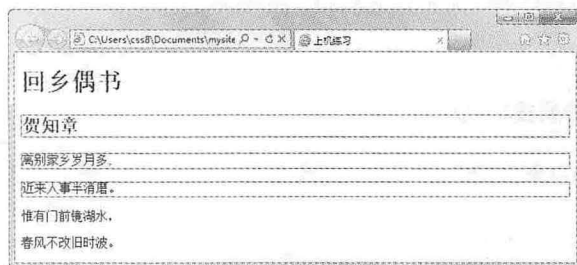 C:\Users\css8\Documents\mysite
上机练习
回乡偶书
贺知章
离别家乡岁月多，
近来人事半消磨。
惟有门前镜湖水，
春风不改旧时波。